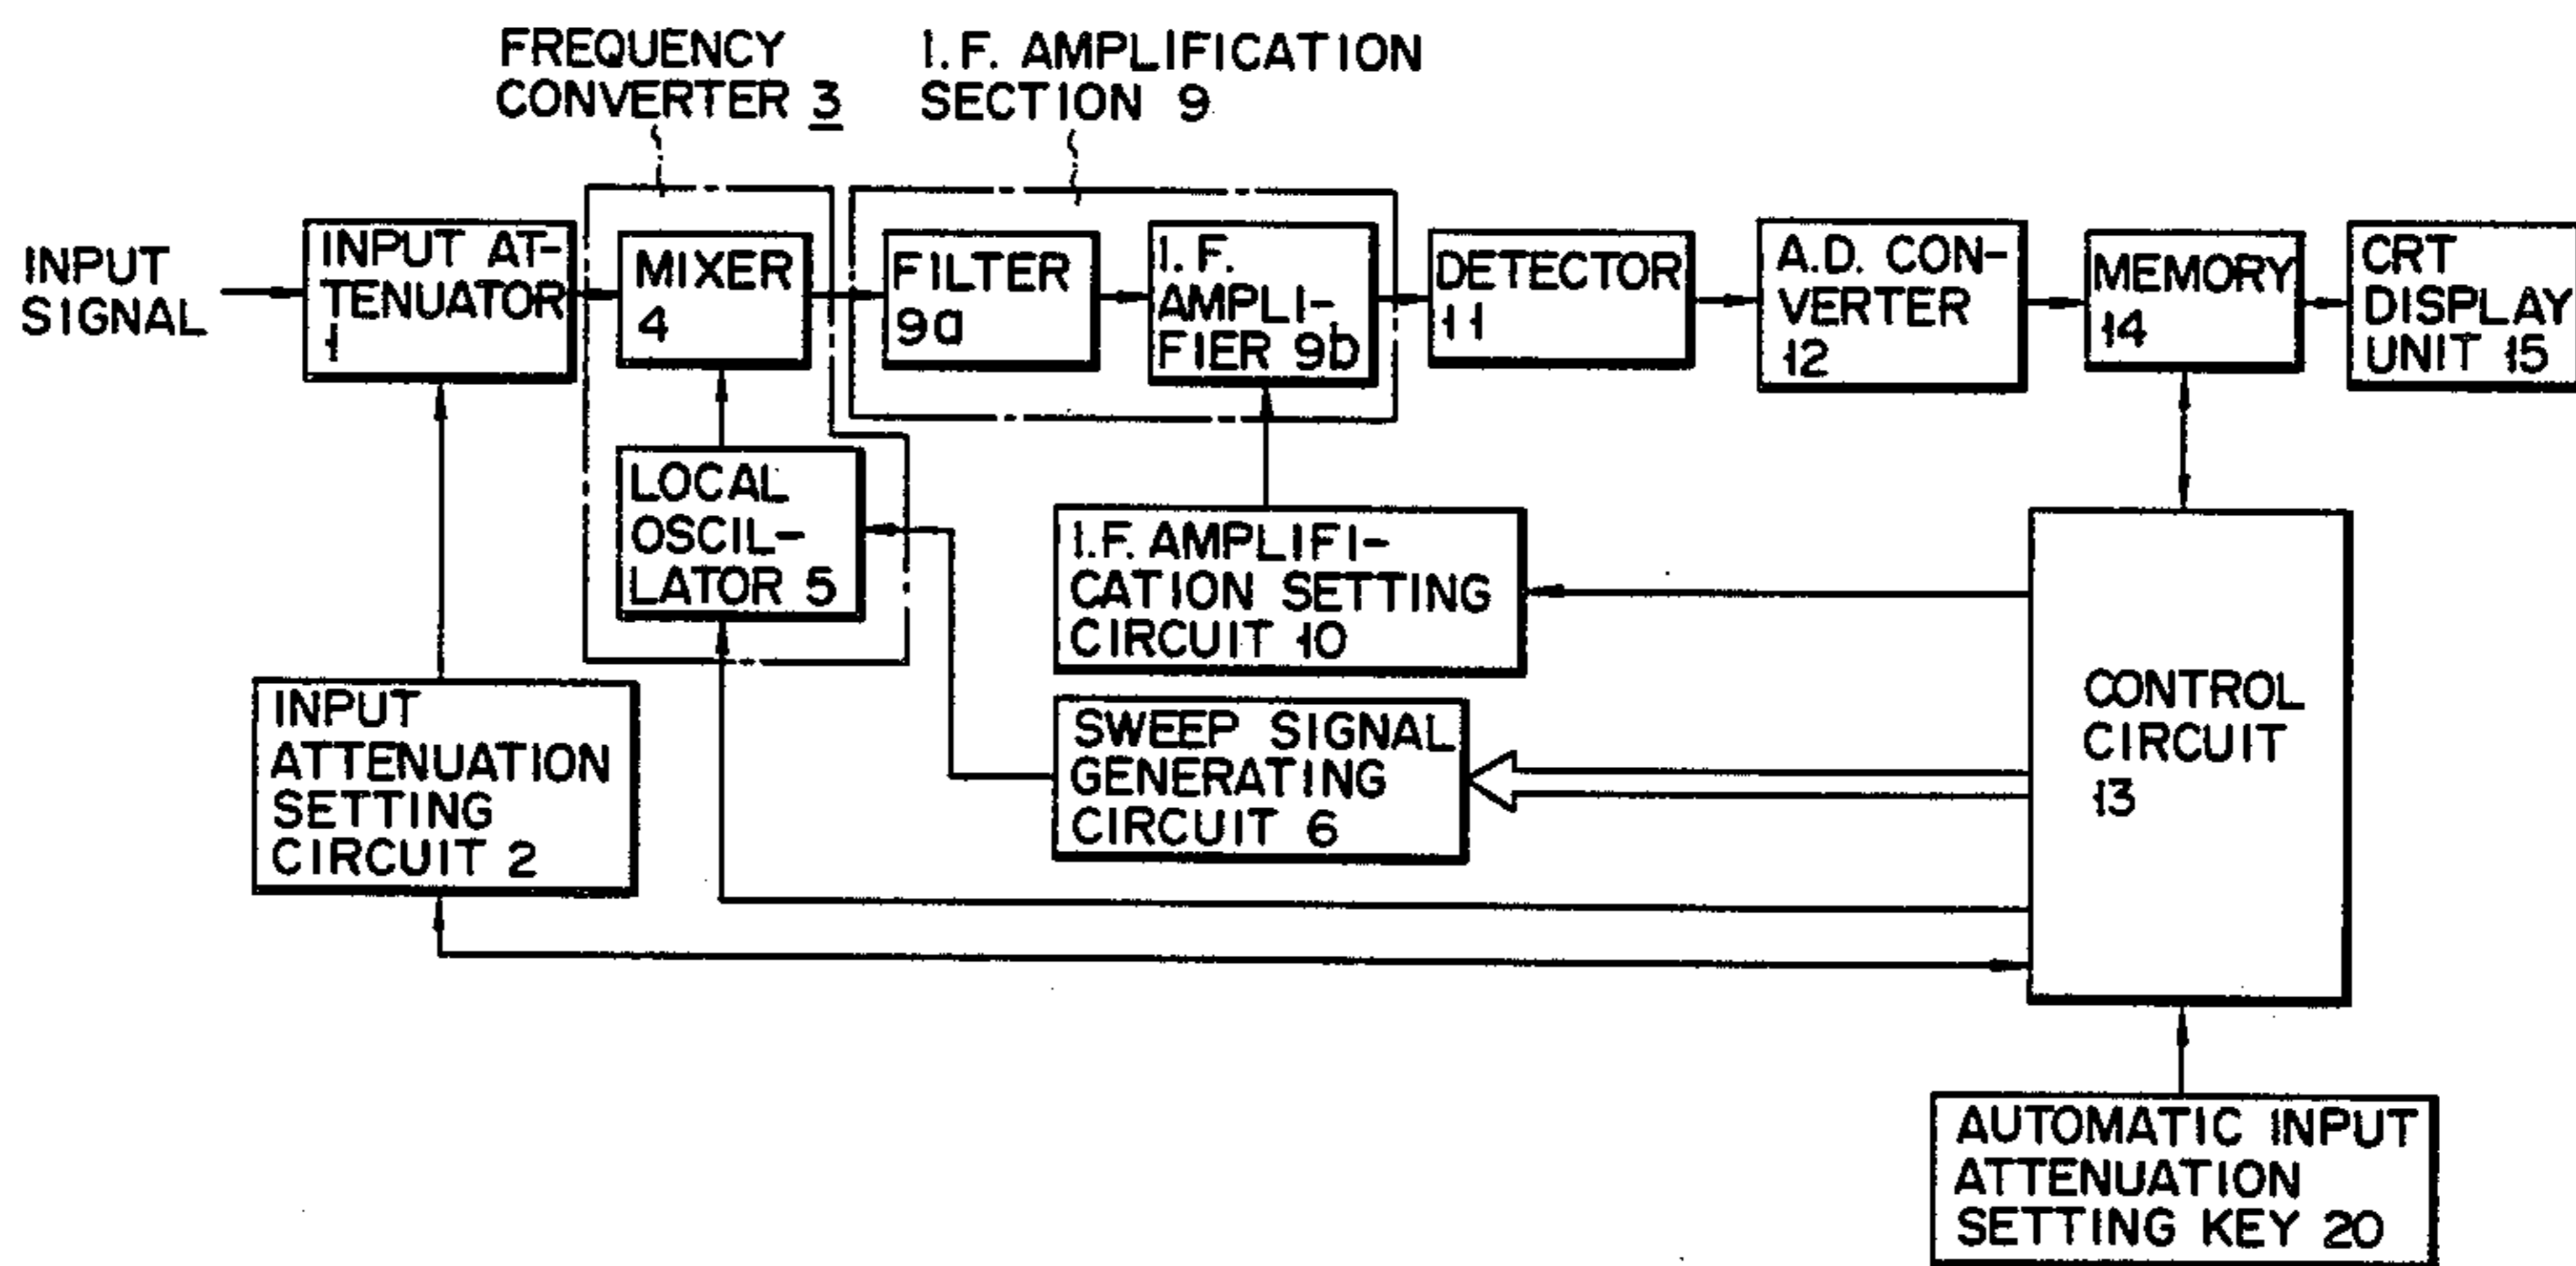 FREQUENCY
CONVERTER 3
I.F. AMPLIFICATION
SECTION 9
INPUT
SIGNAL
INPUT AT-
TENUATOR
1
MIXER
4
FILTER
9a
I.F.
AMPLI-
FIER 9b
DETECTOR
11
A.D. CON-
VERTER
12
MEMORY
14
CRT
DISPLAY
UNIT 15
LOCAL
OSCIL-
LATOR 5
I.F. AMPLIFI-
CATION SETTING
CIRCUIT 10
INPUT
ATTENUATION
SETTING
CIRCUIT 2
SWEEP SIGNAL
GENERATING
CIRCUIT 6
CONTROL
CIRCUIT
13
AUTOMATIC INPUT
ATTENUATION
SETTING KEY 20